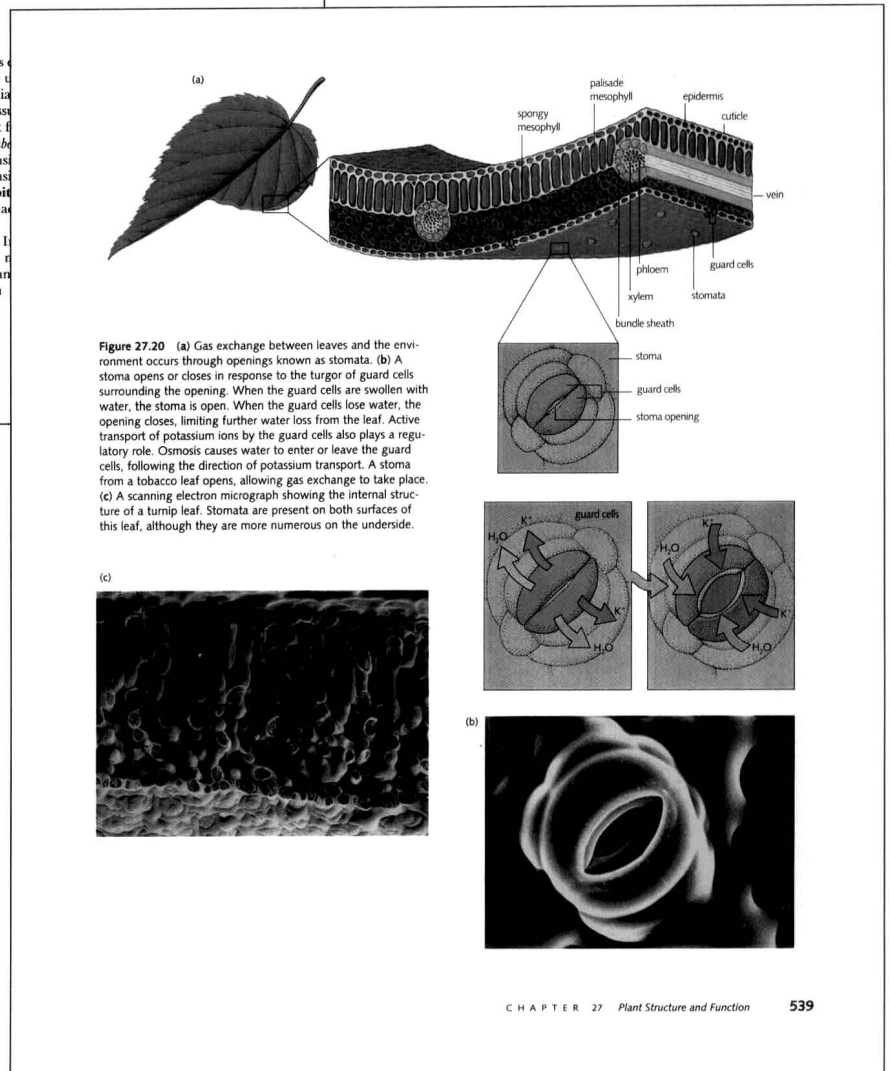 (a)
palisade
mesophyll
epidermis
spongy
mesophyll
cuticle
vein
phloem
guard cells
xylem
stomata
bundle sheath
Figure 27.20 (a) Gas exchange between leaves and the envi-
ronment occurs through openings known as stomata. (b) A
stoma opens or closes in response to the turgor of guard cells
surrounding the opening. When the guard cells are swollen with
water, the stoma is open. When the guard cells lose water, the
opening closes, limiting further water loss from the leaf. Active
transport of potassium ions by the guard cells also plays a regu-
latory role. Osmosis causes water to enter or leave the guard
cells, following the direction of potassium transport. A stoma
from a tobacco leaf opens, allowing gas exchange to take place.
(c) A scanning electron micrograph showing the internal struc-
ture of a turnip leaf. Stomata are present on both surfaces of
this leaf, although they are more numerous on the underside.
stoma
guard cells
stoma opening
guard cells
K⁺
H₂O
K⁺
H₂O
K⁺
H₂O
K⁺
H₂O
(c)
(b)
CHAPTER 27 Plant Structure and Function 539